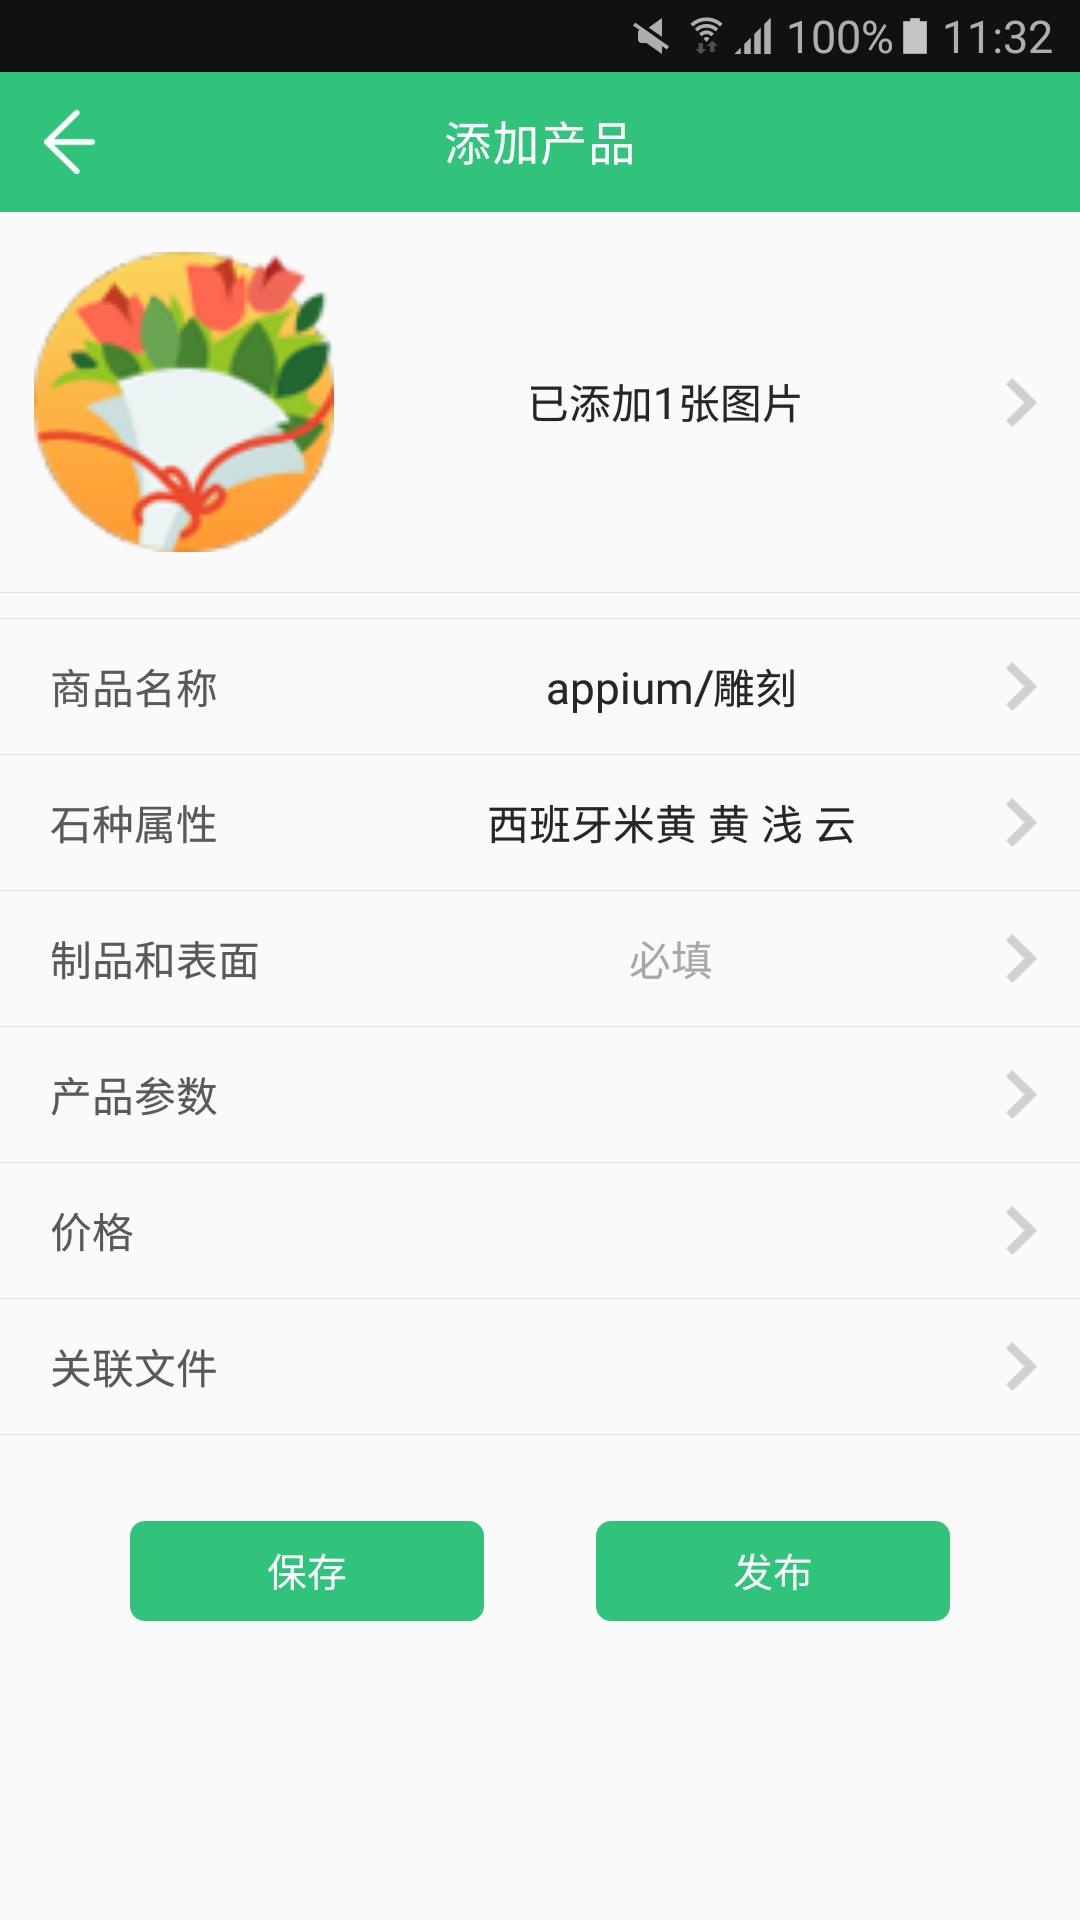 100% 11:32
添加产品
已添加1张图片
商品名称 appium/雕刻
石种属性 西班牙米黄 黄 浅 云
制品和表面 必填
产品参数
价格
关联文件
保存 发布